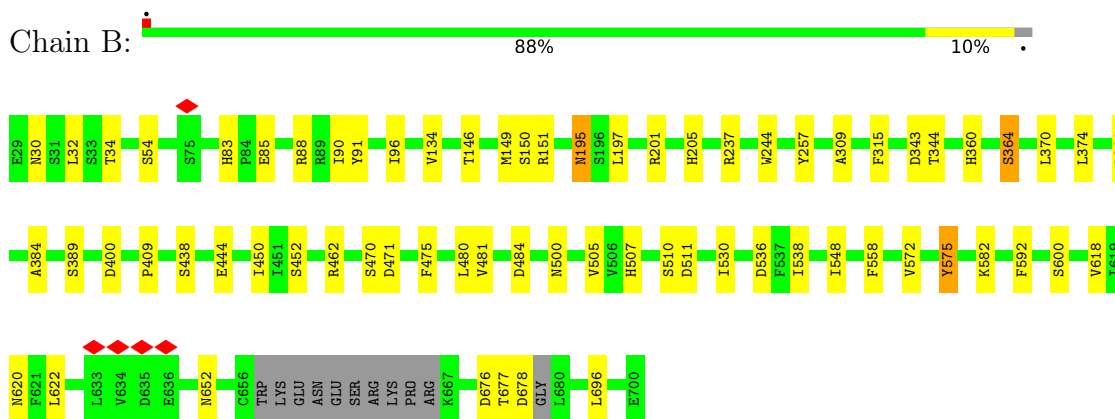 Chain B:
88% 10%
E29 N30 S31 L32 S33 T34 S54 S75 H83 P84 E85 R88 R89 I90 Y91 I96 V134 T146 M149 S150 R151 N195 S196 L197 R201 H205 R237 W244 Y257 A309 F315 D343 T344 H360 S364 L370 L374
A384 S389 D400 P409 S438 E444 I450 I451 S452 R462 S470 D471 F475 L480 V481 D484 N500 V505 V506 H507 S510 D511 I530 D536 F537 I538 I548 F558 V572 Y575 K582 F592 S600 V618 I619
N620 F621 L622 L633 V634 D635 E636 N652 C656 TRP LYS GLU ASN GLU SER ARG LYS PRO ARG K667 D676 T677 D678 GLY L680 L696 E700